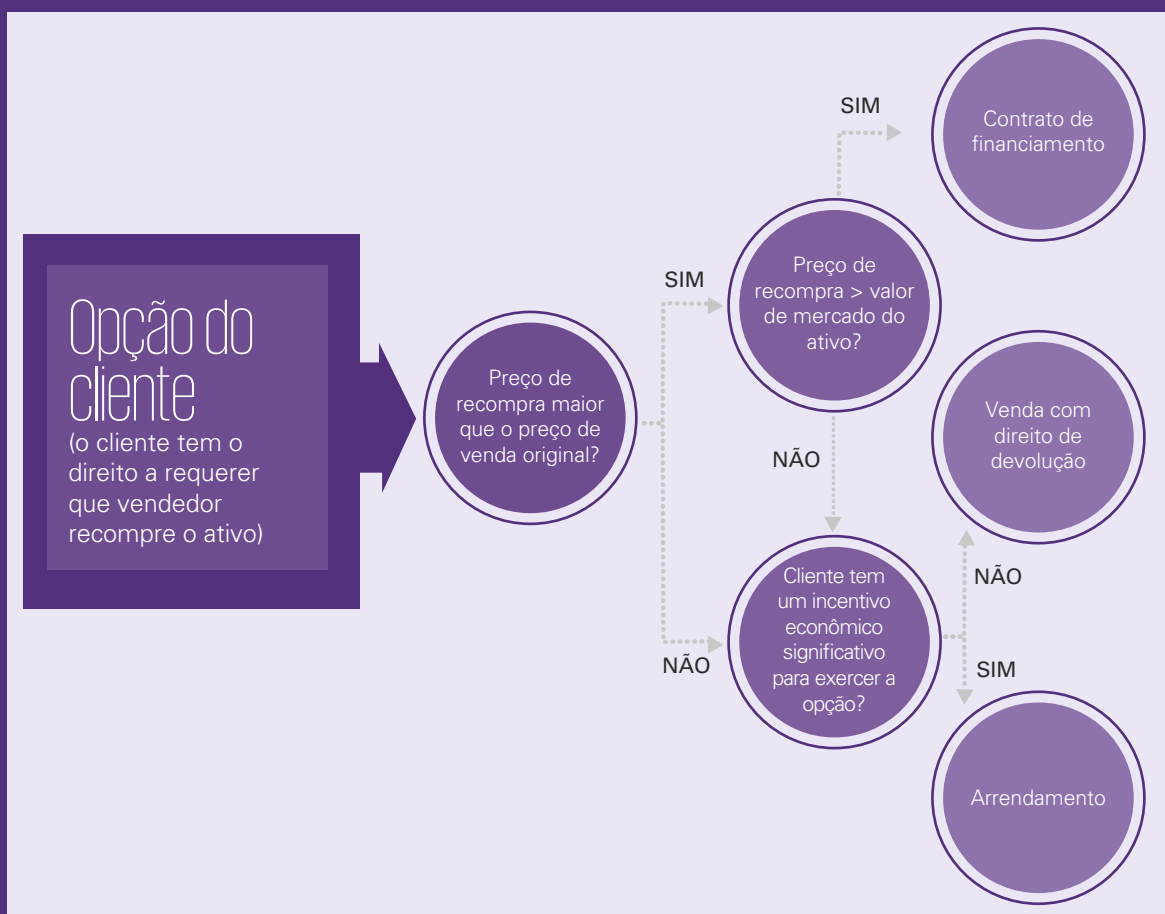 Opção do
cliente
(o cliente tem o
direito a requerer
que vendedor
recompre o ativo)
Preço de
recompra maior
que o preço de
venda original?
SIM
NÃO
Preço de
recompra > valor
de mercado do
ativo?
SIM
NÃO
Contrato de
financiamento
Cliente tem
um incentivo
econômico
significativo
para exercer a
opção?
NÃO
SIM
Venda com
direito de
devolução
Arrendamento